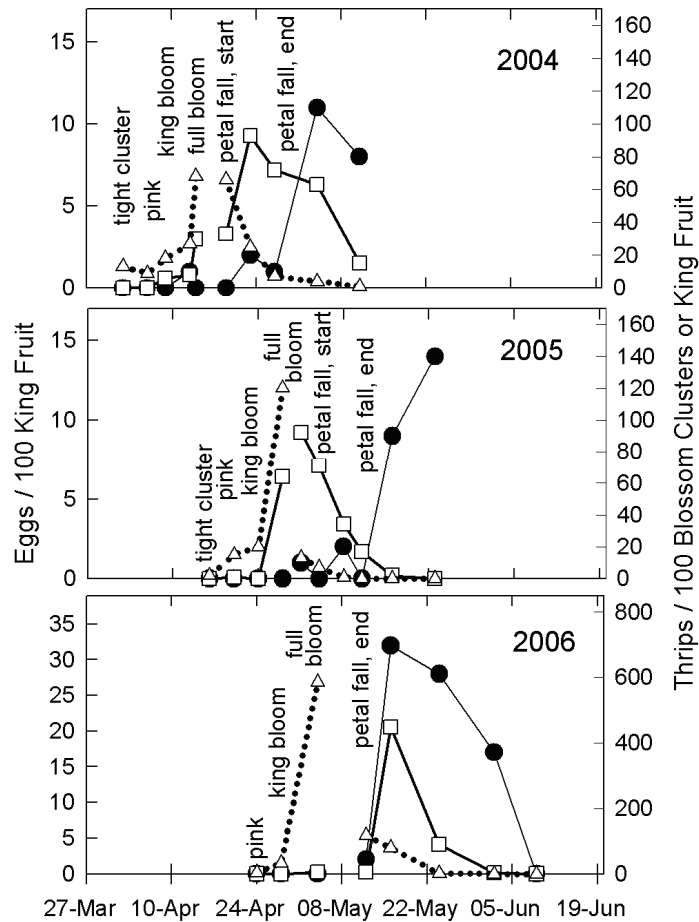 Eggs / 100 King Fruit
Thrips / 100 Blossom Clusters or King Fruit
2004
15
10
5
0
160
140
120
100
80
60
40
20
0
tight cluster
pink
king bloom
full bloom
petal fall, start
petal fall, end
2005
15
10
5
0
160
140
120
100
80
60
40
20
0
tight cluster
pink
king bloom
full
bloom
petal fall, start
petal fall, end
2006
35
30
25
20
15
10
5
0
800
600
400
200
0
pink
king bloom
full
bloom
petal fall, end
27-Mar 10-Apr 24-Apr 08-May 22-May 05-Jun 19-Jun